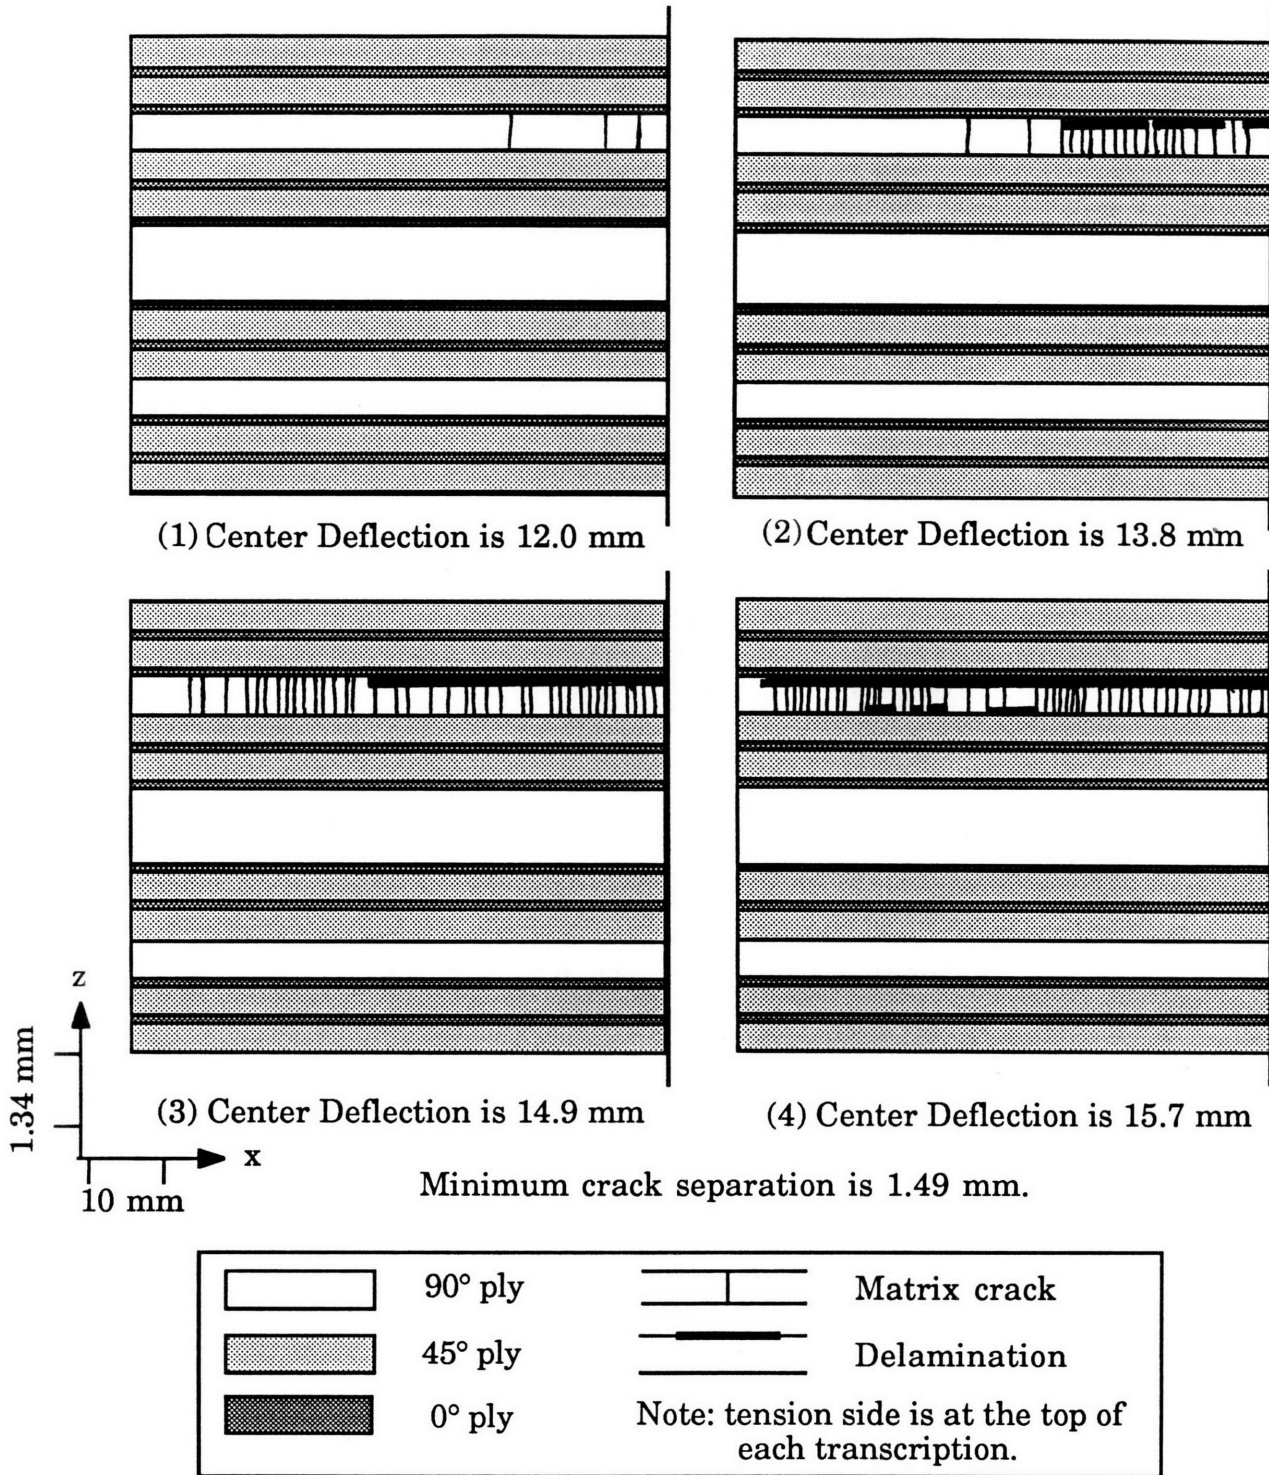 (1) Center Deflection is 12.0 mm
(2) Center Deflection is 13.8 mm
(3) Center Deflection is 14.9 mm
(4) Center Deflection is 15.7 mm
z
1.34 mm
x
10 mm
Minimum crack separation is 1.49 mm.
90° ply
Matrix crack
45° ply
Delamination
0° ply
Note: tension side is at the top of
each transcription.